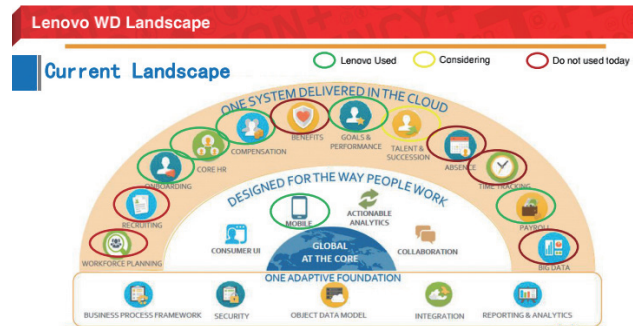 Lenovo WD Landscape
Lenovo Used
Considering
Do not used today
Current Landscape
ONE SYSTEM DELIVERED IN THE CLOUD
WORKFORCE PLANNING
RECRUITING
ONBOARDING
CORE HR
COMPENSATION
BENEFITS
GOALS &
PERFORMANCE
TALENT &
SUCCESSION
ABSENCE
TIME TRACKING
PAYROLL
BIG DATA
DESIGNED FOR THE WAY PEOPLE WORK
CONSUMER UI
MOBILE
ACTIONABLE
ANALYTICS
COLLABORATION
GLOBAL
AT THE CORE
ONE ADAPTIVE FOUNDATION
BUSINESS PROCESS FRAMEWORK
SECURITY
OBJECT DATA MODEL
INTEGRATION
REPORTING & ANALYTICS